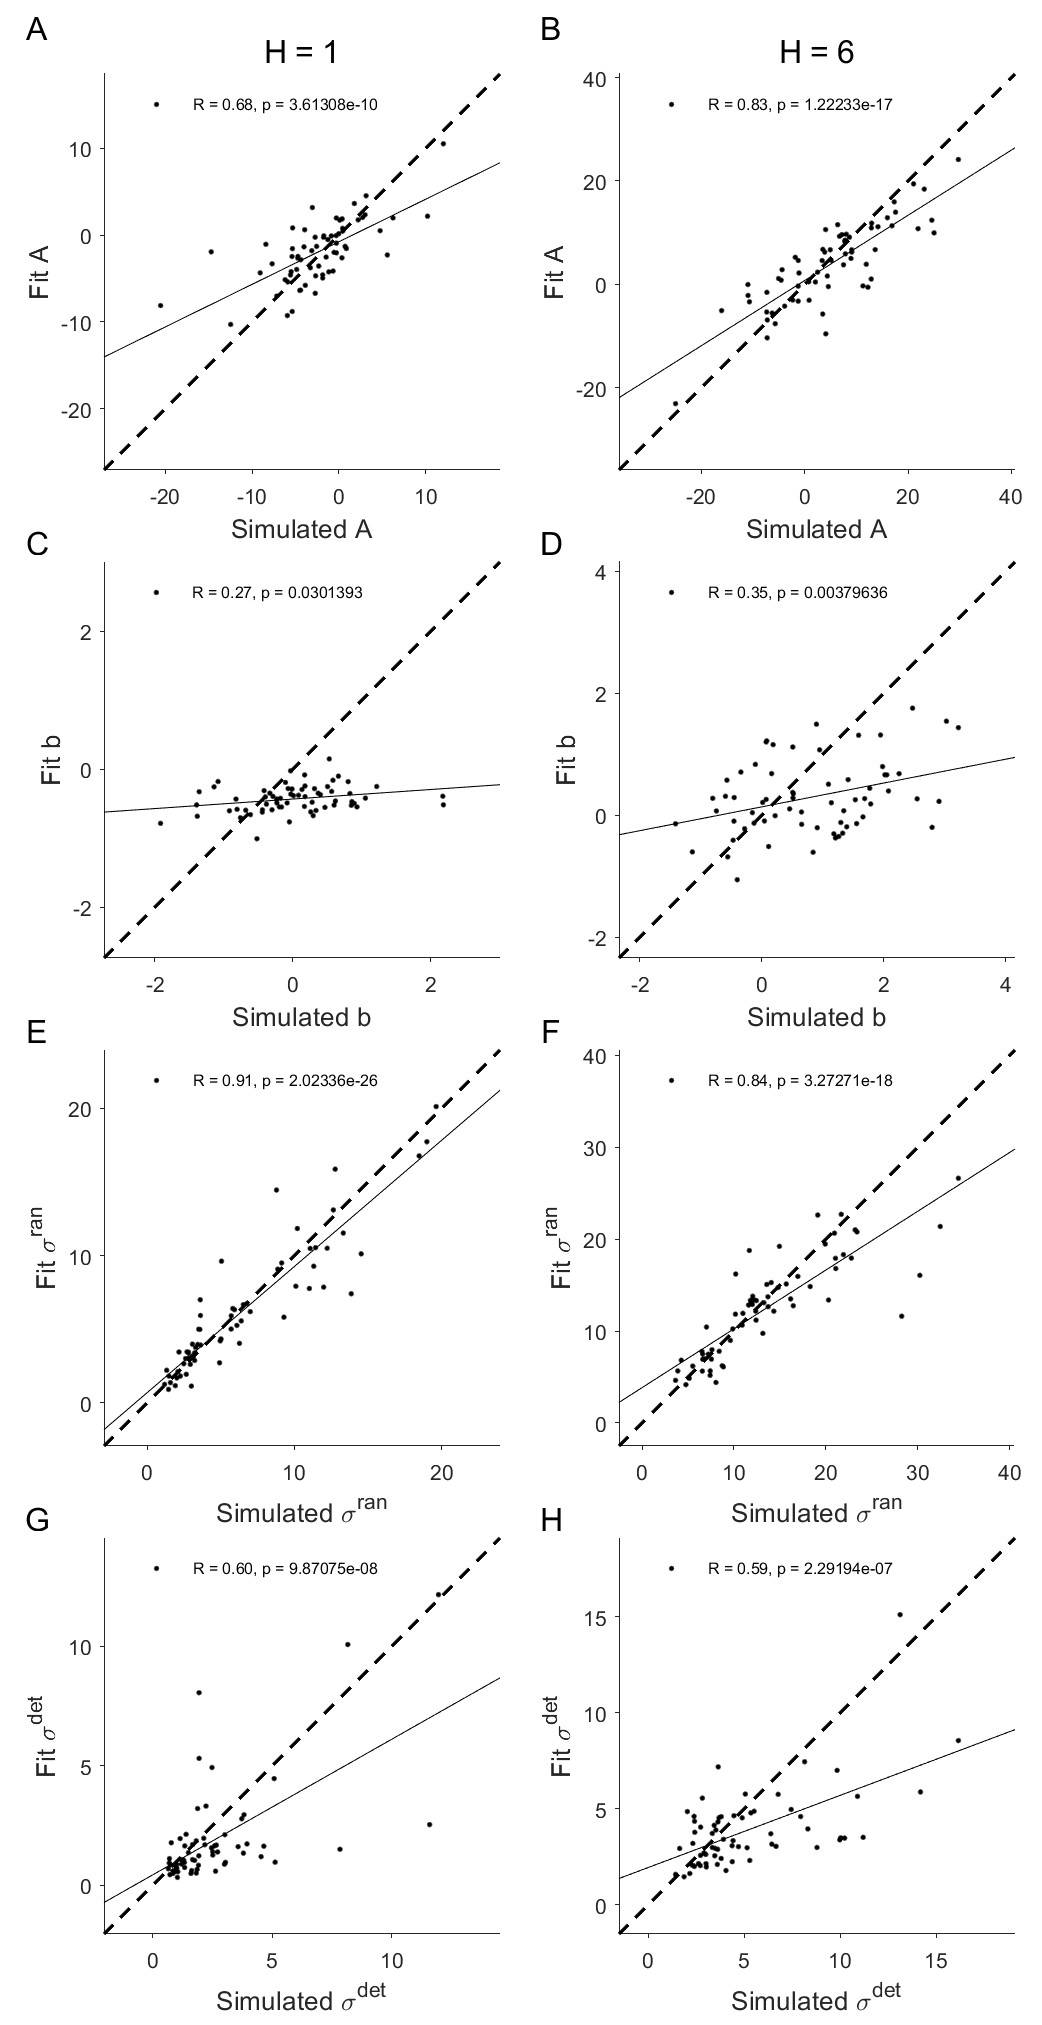 A
B
H = 1
H = 6
R = 0.68, p = 3.61308e-10
10
0
-10
-20
Fit A
-20
-10
0
10
Simulated A
R = 0.83, p = 1.22233e-17
40
20
0
-20
Fit A
-20
0
20
40
Simulated A
C
D
R = 0.27, p = 0.0301393
2
0
-2
Fit b
-2
0
2
Simulated b
R = 0.35, p = 0.00379636
4
2
0
-2
Fit b
-2
0
2
4
Simulated b
E
F
R = 0.91, p = 2.02336e-26
20
10
0
Fit σ^ran
0
10
20
Simulated σ^ran
R = 0.84, p = 3.27271e-18
40
30
20
10
0
Fit σ^ran
0
10
20
30
40
Simulated σ^ran
G
H
R = 0.60, p = 9.87075e-08
10
5
0
Fit σ^det
0
5
10
Simulated σ^det
R = 0.59, p = 2.29194e-07
15
10
5
0
Fit σ^det
0
5
10
15
Simulated σ^det